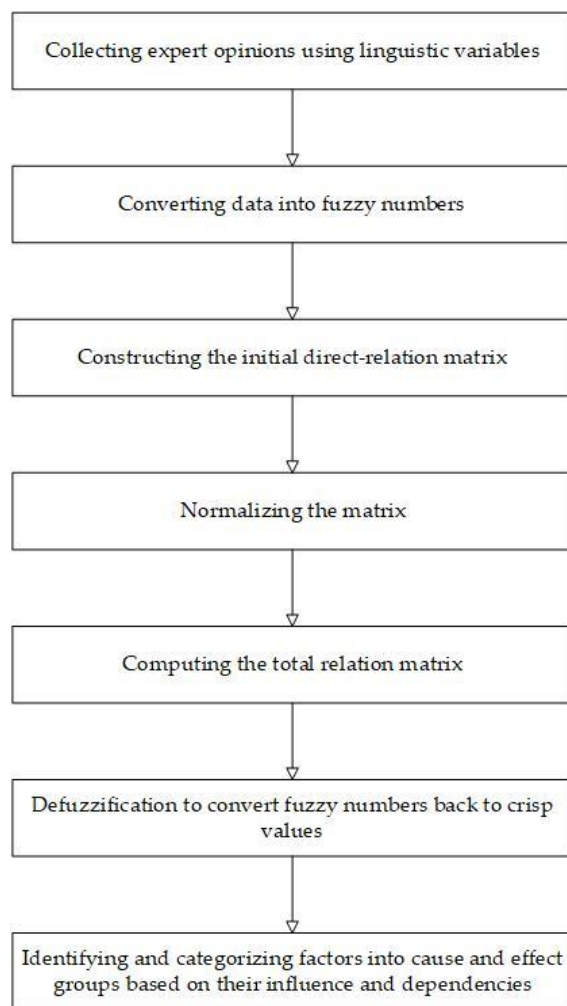 Collecting expert opinions using linguistic variables
Converting data into fuzzy numbers
Constructing the initial direct-relation matrix
Normalizing the matrix
Computing the total relation matrix
Defuzzification to convert fuzzy numbers back to crisp
values
Identifying and categorizing factors into cause and effect
groups based on their influence and dependencies